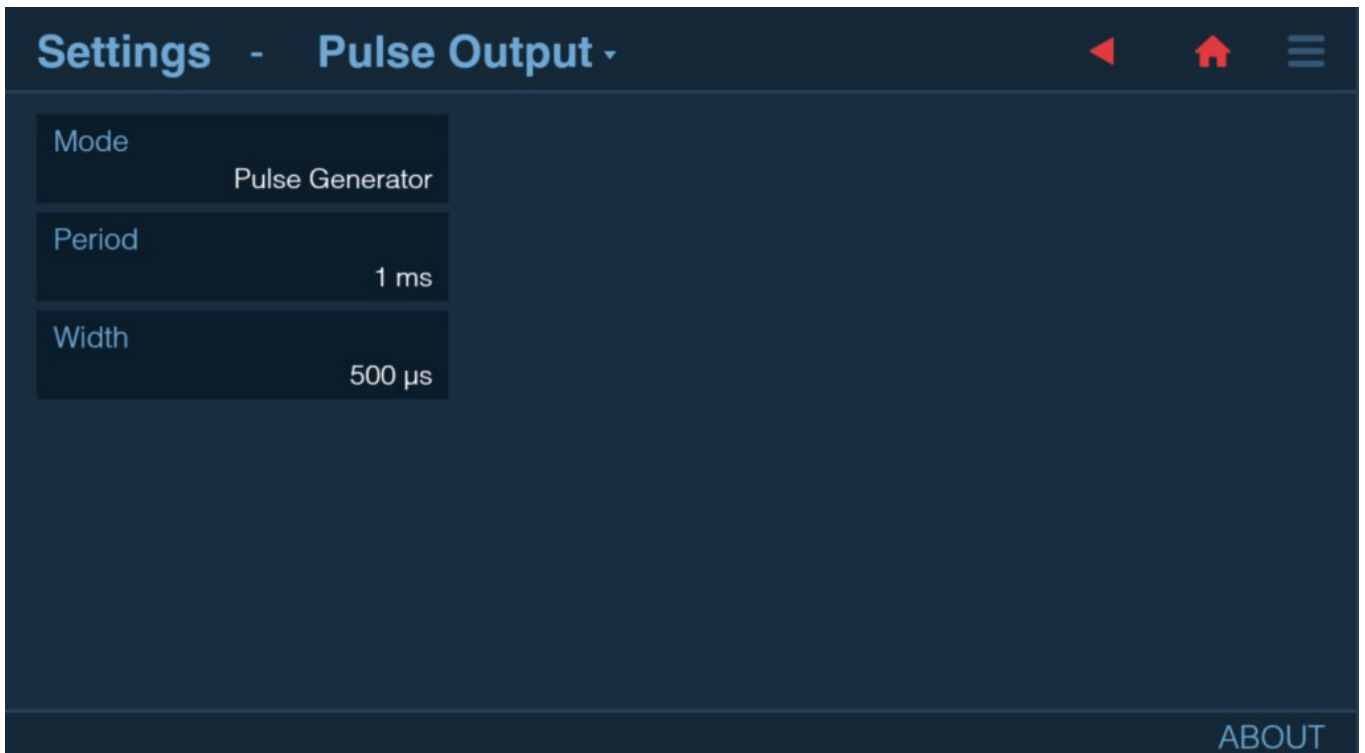 Settings - Pulse Output
Mode
Pulse Generator
Period
1 ms
Width
500 µs
ABOUT